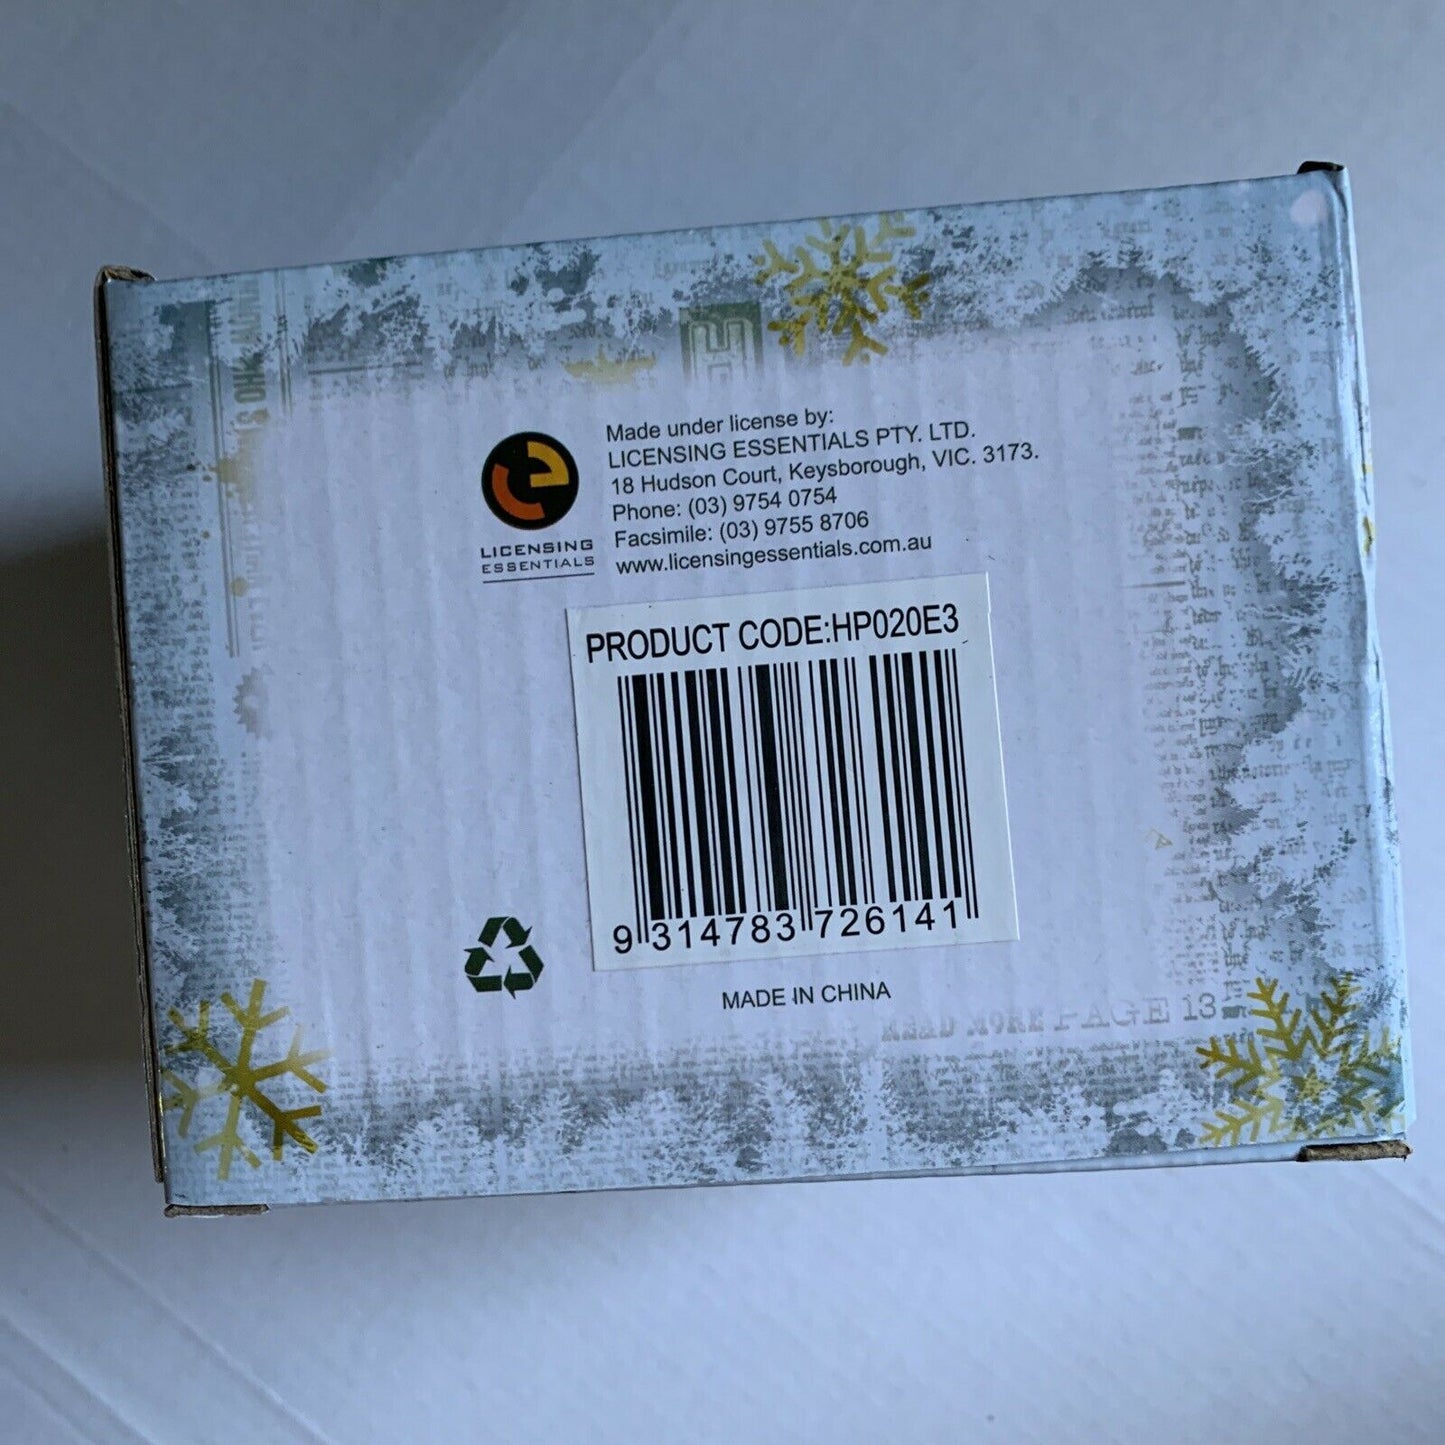 Made under license by:
LICENSING ESSENTIALS PTY. LTD.
18 Hudson Court, Keysborough, VIC. 3173.
Phone: (03) 9754 0754
Facsimile: (03) 9755 8706
www.licensingessentials.com.au
LICENSING
ESSENTIALS
PRODUCT CODE:HP020E3
9 314783 726141
MADE IN CHINA
READ MORE PAGE 13